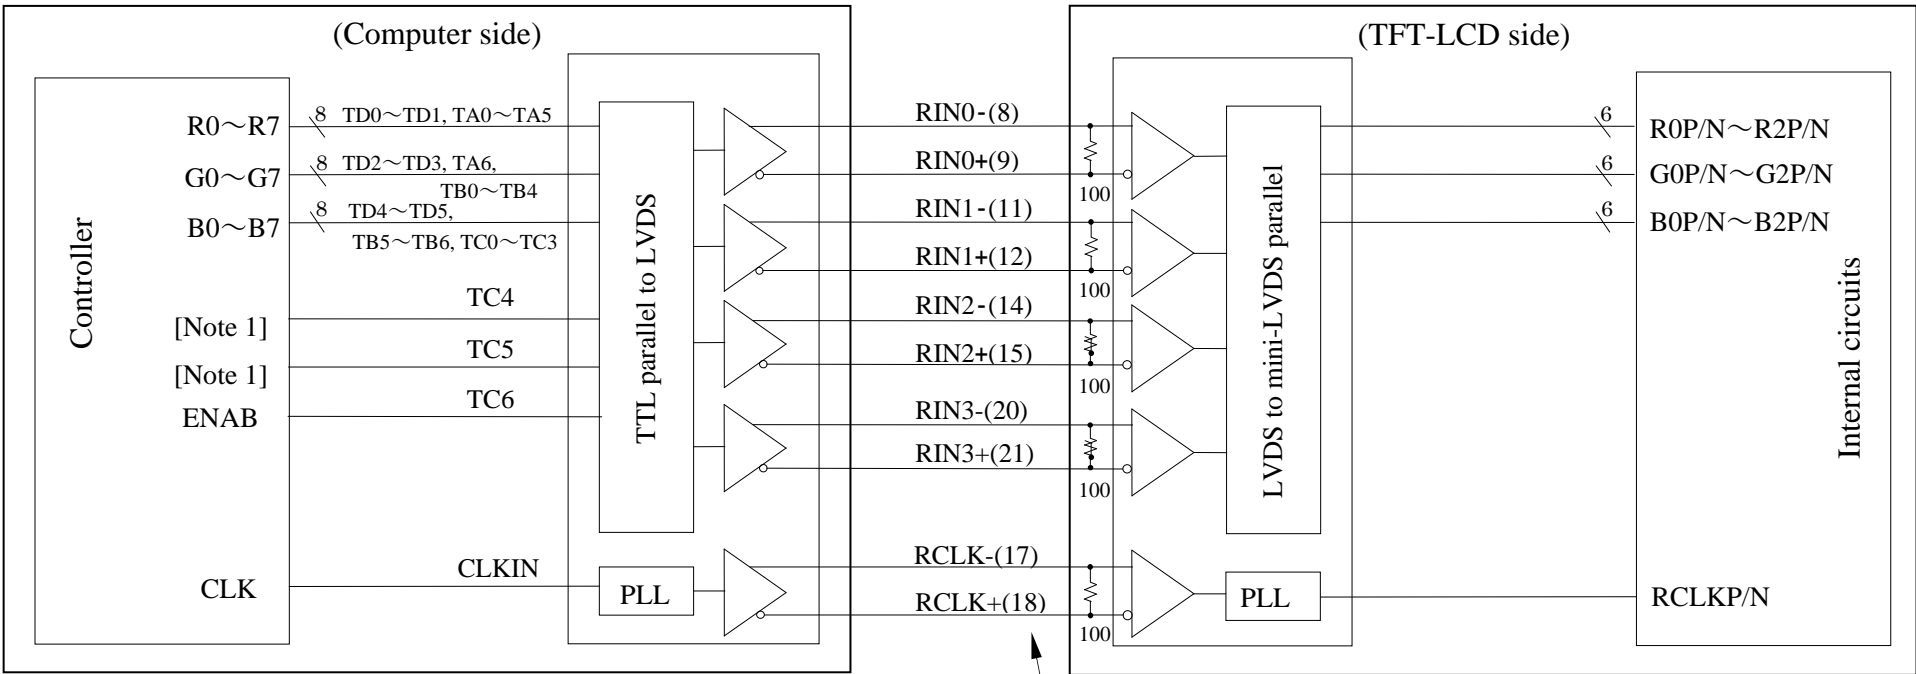 (Computer side)
(TFT-LCD side)
Controller
R0～R7
8
TD0～TD1, TA0～TA5
G0～G7
8
TD2～TD3, TA6,
TB0～TB4
B0～B7
8
TD4～TD5,
TB5～TB6, TC0～TC3
[Note 1]
TC4
[Note 1]
TC5
ENAB
TC6
CLK
CLKIN
TTL parallel to LVDS
PLL
RIN0-(8)
RIN0+(9)
100
RIN1-(11)
RIN1+(12)
100
RIN2-(14)
RIN2+(15)
100
RIN3-(20)
RIN3+(21)
100
RCLK-(17)
RCLK+(18)
100
LVDS to mini-LVDS parallel
PLL
6
R0P/N～R2P/N
6
G0P/N～G2P/N
6
B0P/N～B2P/N
RCLKP/N
Internal circuits